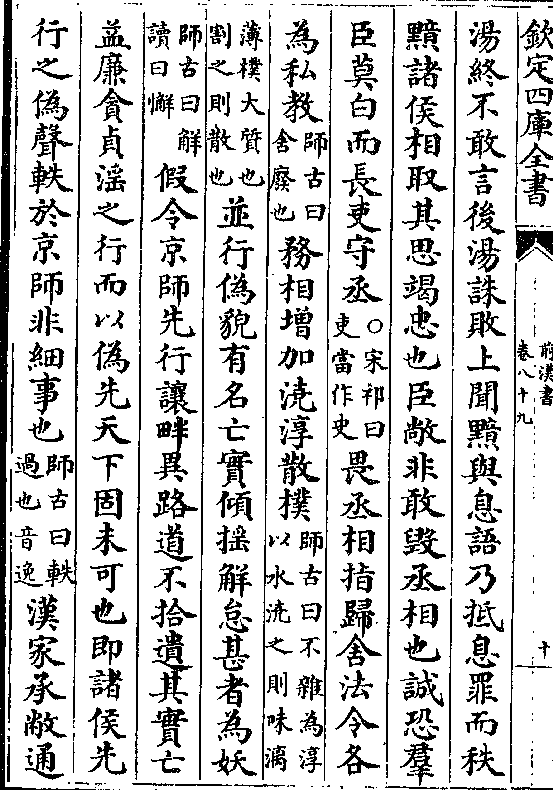 欽定四庫全書
前漢書
卷八十九
十
湯終不敢言後湯誅敗上聞黯與息語乃抵息罪而秩
黯諸侯相取其思竭忠也臣敞非敢毀丞相也誠恐羣
臣莫白而長吏守丞○宋祁曰吏當作史畏丞相指歸舍法令各
為私教師古曰舍廢也務相增加澆淳散樸師古曰不雜為淳以水澆之則味漓
薄樸大質也割之則散也並行偽貌有名亡實傾搖解怠甚者為妖
師古曰解讀曰懈假令京師先行讓畔異路道不拾遺其實亡
益廉貪貞淫之行而以偽先天下固未可也即諸侯先
行之偽聲軼於京師非細事也師古曰軼過也音逸漢家承敝通